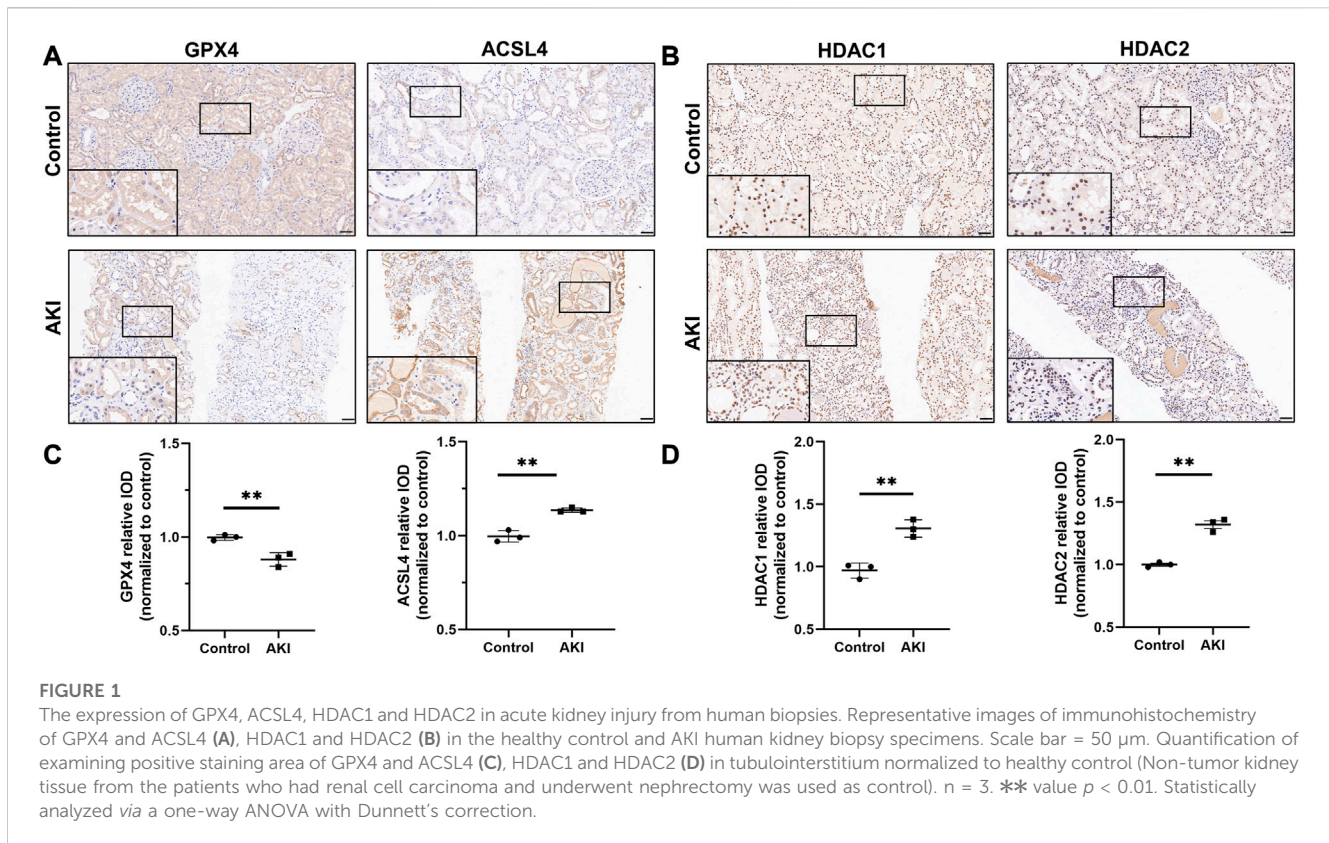 A
GPX4
ACSL4
B
HDAC1
HDAC2
Control
Control
AKI
AKI
C
D
GPX4 relative IOD
(normalized to control)
1.5
1.0
0.5
**
Control
AKI
ACSL4 relative IOD
(normalized to control)
1.5
1.0
0.5
**
Control
AKI
HDAC1 relative IOD
(normalized to control)
2.0
1.5
1.0
0.5
**
Control
AKI
HDAC2 relative IOD
(normalized to control)
2.0
1.5
1.0
0.5
**
Control
AKI
FIGURE 1
The expression of GPX4, ACSL4, HDAC1 and HDAC2 in acute kidney injury from human biopsies. Representative images of immunohistochemistry
of GPX4 and ACSL4 (A), HDAC1 and HDAC2 (B) in the healthy control and AKI human kidney biopsy specimens. Scale bar = 50 μm. Quantification of
examining positive staining area of GPX4 and ACSL4 (C), HDAC1 and HDAC2 (D) in tubulointerstitium normalized to healthy control (Non-tumor kidney
tissue from the patients who had renal cell carcinoma and underwent nephrectomy was used as control). n = 3. ** value p < 0.01. Statistically
analyzed via a one-way ANOVA with Dunnett's correction.